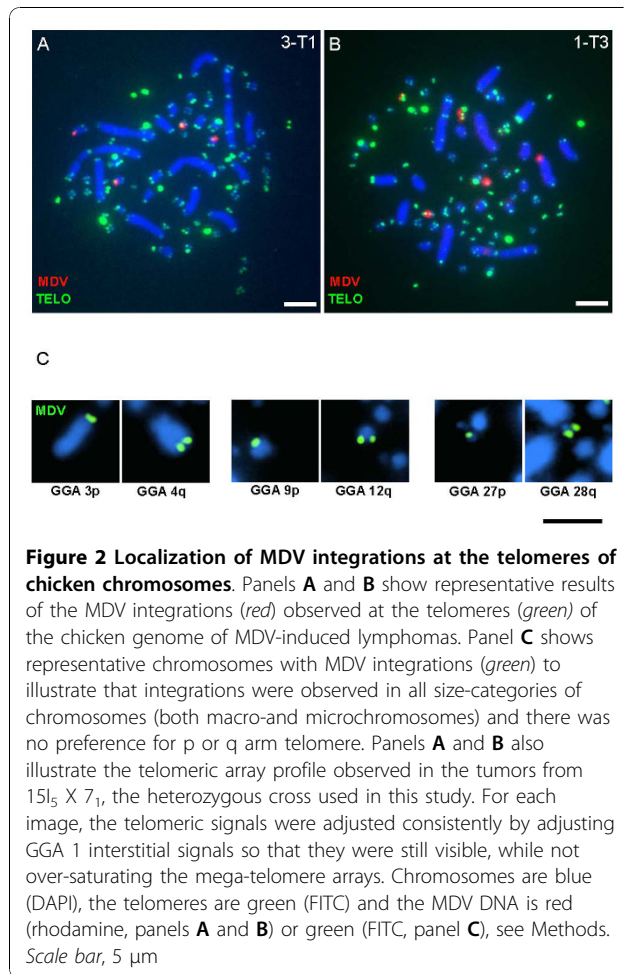 A 3-T1
B 1-T3
MDV
TELO
MDV
TELO
C
MDV
GGA 3p GGA 4q GGA 9p GGA 12q GGA 27p GGA 28q
Figure 2 Localization of MDV integrations at the telomeres of
chicken chromosomes. Panels A and B show representative results
of the MDV integrations (red) observed at the telomeres (green) of
the chicken genome of MDV-induced lymphomas. Panel C shows
representative chromosomes with MDV integrations (green) to
illustrate that integrations were observed in all size-categories of
chromosomes (both macro-and microchromosomes) and there was
no preference for p or q arm telomere. Panels A and B also
illustrate the telomeric array profile observed in the tumors from
15I₅ X 7₁, the heterozygous cross used in this study. For each
image, the telomeric signals were adjusted consistently by adjusting
GGA 1 interstitial signals so that they were still visible, while not
over-saturating the mega-telomere arrays. Chromosomes are blue
(DAPI), the telomeres are green (FITC) and the MDV DNA is red
(rhodamine, panels A and B) or green (FITC, panel C), see Methods.
Scale bar, 5 μm